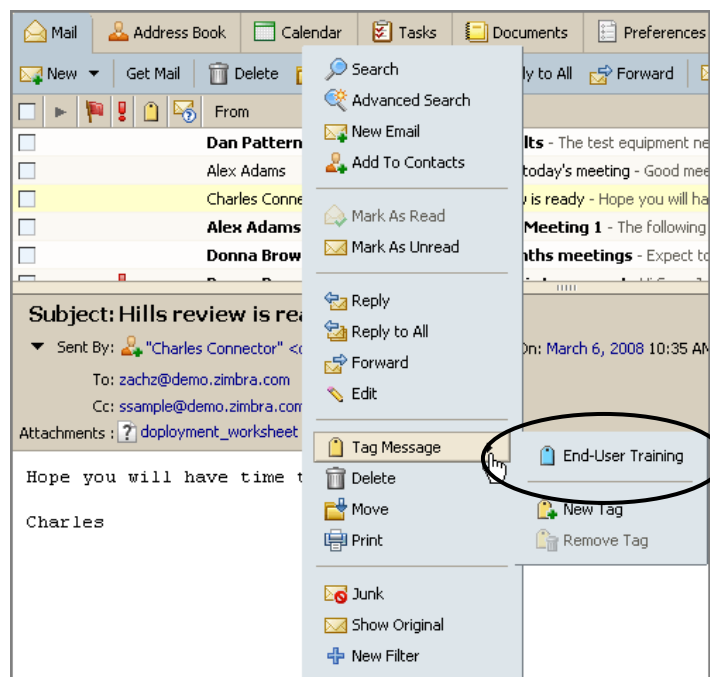 Mail Address Book Calendar Tasks Documents Preferences
New Get Mail Delete ly to All Forward
From
Dan Pattern lts - The test equipment ne
Alex Adams today's meeting - Good mee
Charles Conne is ready - Hope you will ha
Alex Adams Meeting 1 - The following
Donna Brow nths meetings - Expect to
Search
Advanced Search
New Email
Add To Contacts
Mark As Read
Mark As Unread
Reply
Reply to All
Forward
Edit
Tag Message
Delete
Move
Print
Junk
Show Original
New Filter
End-User Training
New Tag
Remove Tag
Subject: Hills review is rea
Sent By: "Charles Connector" <c On: March 6, 2008 10:35 AM
To: zachz@demo.zimbra.com
Cc: ssample@demo.zimbra.com
Attachments : doployment_worksheet
Hope you will have time t
Charles